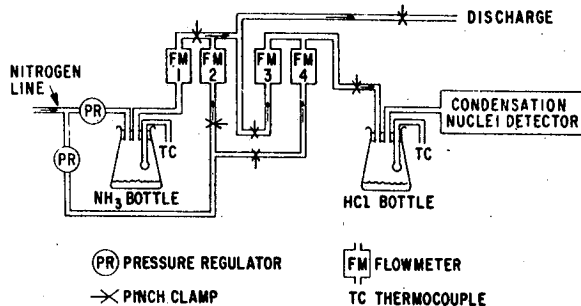 DISCHARGE
NITROGEN
LINE
FM
1
FM
2
FM
3
FM
4
PR
PR
TC
TC
CONDENSATION
NUCLEI DETECTOR
NH₃ BOTTLE
HCl BOTTLE
PR PRESSURE REGULATOR
FM FLOWMETER
PINCH CLAMP
TC THERMOCOUPLE